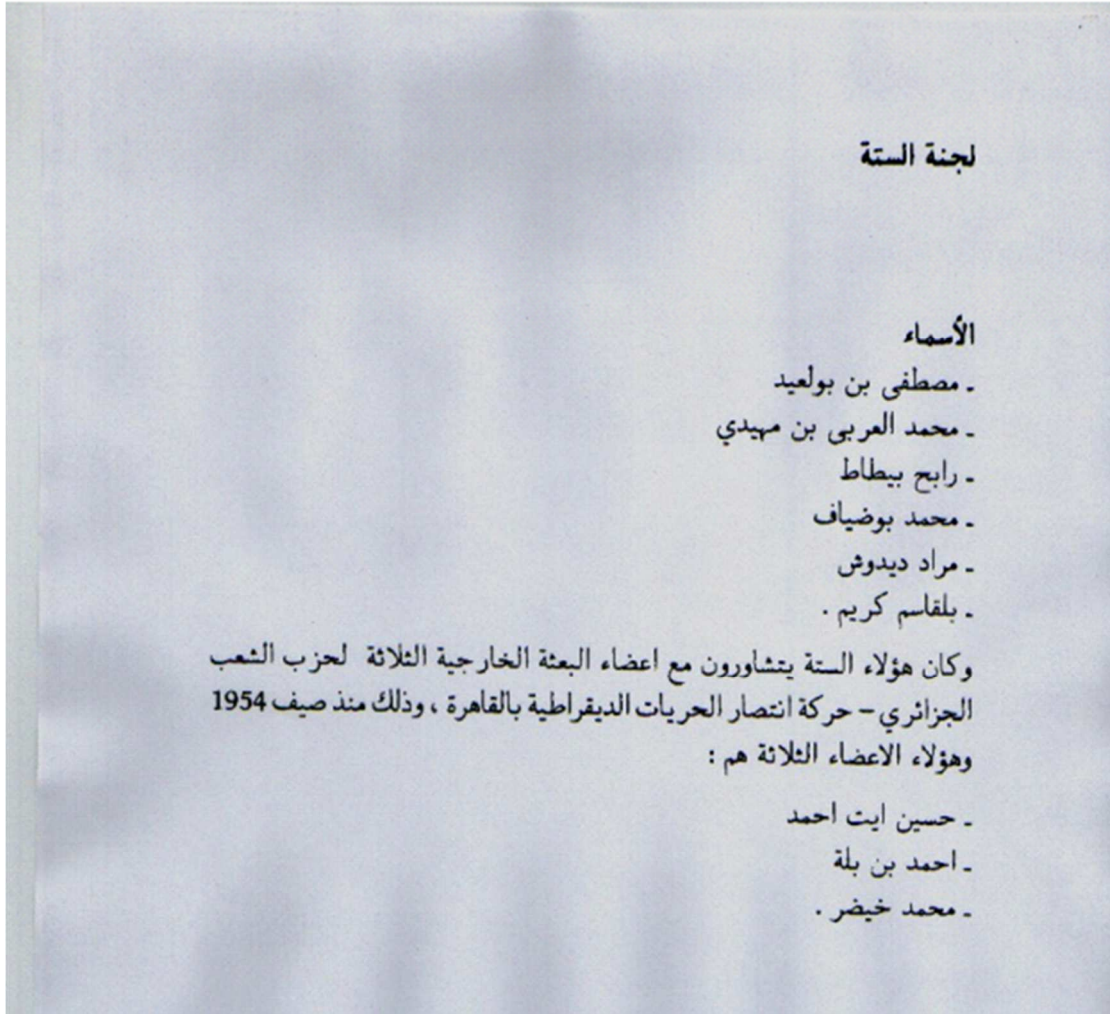 لجنة الستة
الأسماء
ـ مصطفى بن بولعيد
ـ محمد العربى بن مهيدي
ـ رابح بيطاط
ـ محمد بوضياف
ـ مراد ديدوش
ـ بلقاسم كريم .
وكان هؤلاء الستة يتشاورون مع اعضاء البعثة الخارجية الثلاثة لحزب الشعب
الجزائري – حركة انتصار الحريات الديقراطية بالقاهرة ، وذلك منذ صيف 1954
وهؤلاء الاعضاء الثلاثة هم :
ـ حسين ايت احمد
ـ احمد بن بلة
ـ محمد خيضر .